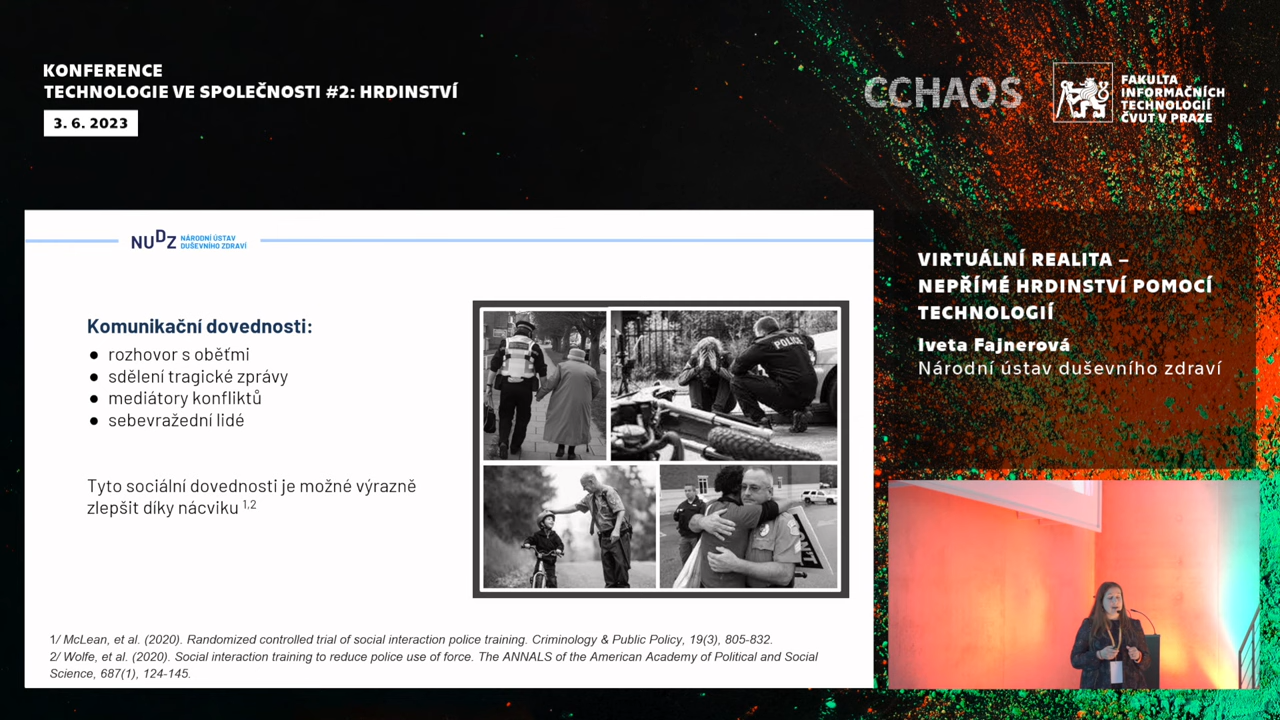 KONFERENCE
TECHNOLOGIE VE SPOLEČNOSTI #2: HRDINSTVÍ
3. 6. 2023
CCHAOS
FAKULTA
INFORMAČNÍCH
TECHNOLOGIÍ
ČVUT V PRAZE
NUDZ NÁRODNÍ ÚSTAV
DUŠEVNÍHO ZDRAVÍ
Komunikační dovednosti:
● rozhovor s oběťmi
● sdělení tragické zprávy
● mediátory konfliktů
● sebevražední lidé
Tyto sociální dovednosti je možné výrazně
zlepšit díky nácviku 1,2
POLICE
1/ McLean, et al. (2020). Randomized controlled trial of social interaction police training. Criminology & Public Policy, 19(3), 805-832.
2/ Wolfe, et al. (2020). Social interaction training to reduce police use of force. The ANNALS of the American Academy of Political and Social
Science, 687(1), 124-145.
VIRTUÁLNÍ REALITA –
NEPŘÍMÉ HRDINSTVÍ POMOCÍ
TECHNOLOGIÍ
Iveta Fajnerová
Národní ústav duševního zdraví